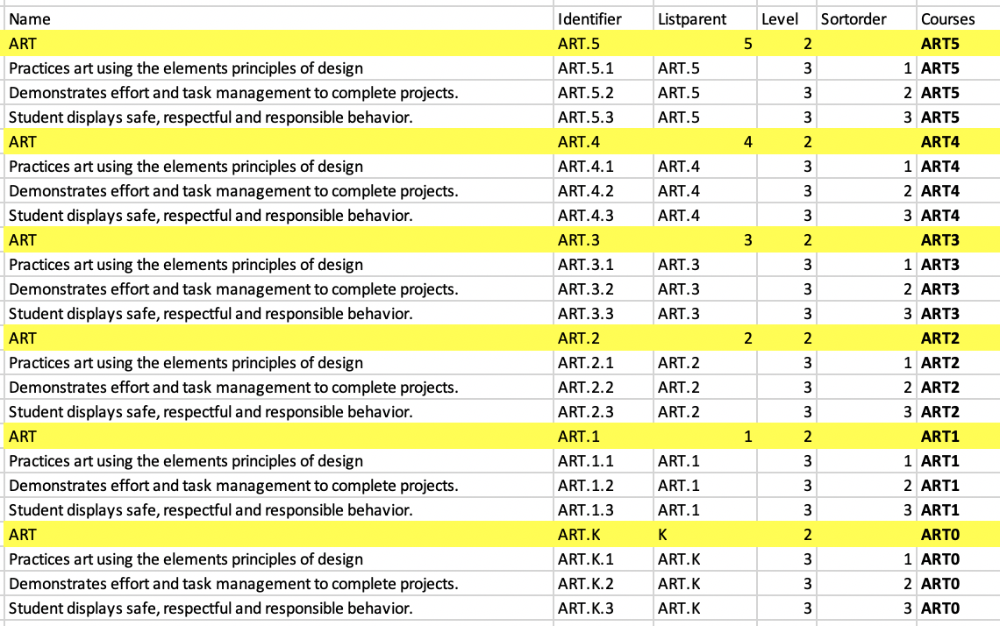 Name Identifier Listparent Level Sortorder Courses
ART ART.5 5 2 ART5
Practices art using the elements principles of design ART.5.1 ART.5 3 1 ART5
Demonstrates effort and task management to complete projects. ART.5.2 ART.5 3 2 ART5
Student displays safe, respectful and responsible behavior. ART.5.3 ART.5 3 3 ART5
ART ART.4 4 2 ART4
Practices art using the elements principles of design ART.4.1 ART.4 3 1 ART4
Demonstrates effort and task management to complete projects. ART.4.2 ART.4 3 2 ART4
Student displays safe, respectful and responsible behavior. ART.4.3 ART.4 3 3 ART4
ART ART.3 3 2 ART3
Practices art using the elements principles of design ART.3.1 ART.3 3 1 ART3
Demonstrates effort and task management to complete projects. ART.3.2 ART.3 3 2 ART3
Student displays safe, respectful and responsible behavior. ART.3.3 ART.3 3 3 ART3
ART ART.2 2 2 ART2
Practices art using the elements principles of design ART.2.1 ART.2 3 1 ART2
Demonstrates effort and task management to complete projects. ART.2.2 ART.2 3 2 ART2
Student displays safe, respectful and responsible behavior. ART.2.3 ART.2 3 3 ART2
ART ART.1 1 2 ART1
Practices art using the elements principles of design ART.1.1 ART.1 3 1 ART1
Demonstrates effort and task management to complete projects. ART.1.2 ART.1 3 2 ART1
Student displays safe, respectful and responsible behavior. ART.1.3 ART.1 3 3 ART1
ART ART.K K 2 ART0
Practices art using the elements principles of design ART.K.1 ART.K 3 1 ART0
Demonstrates effort and task management to complete projects. ART.K.2 ART.K 3 2 ART0
Student displays safe, respectful and responsible behavior. ART.K.3 ART.K 3 3 ART0